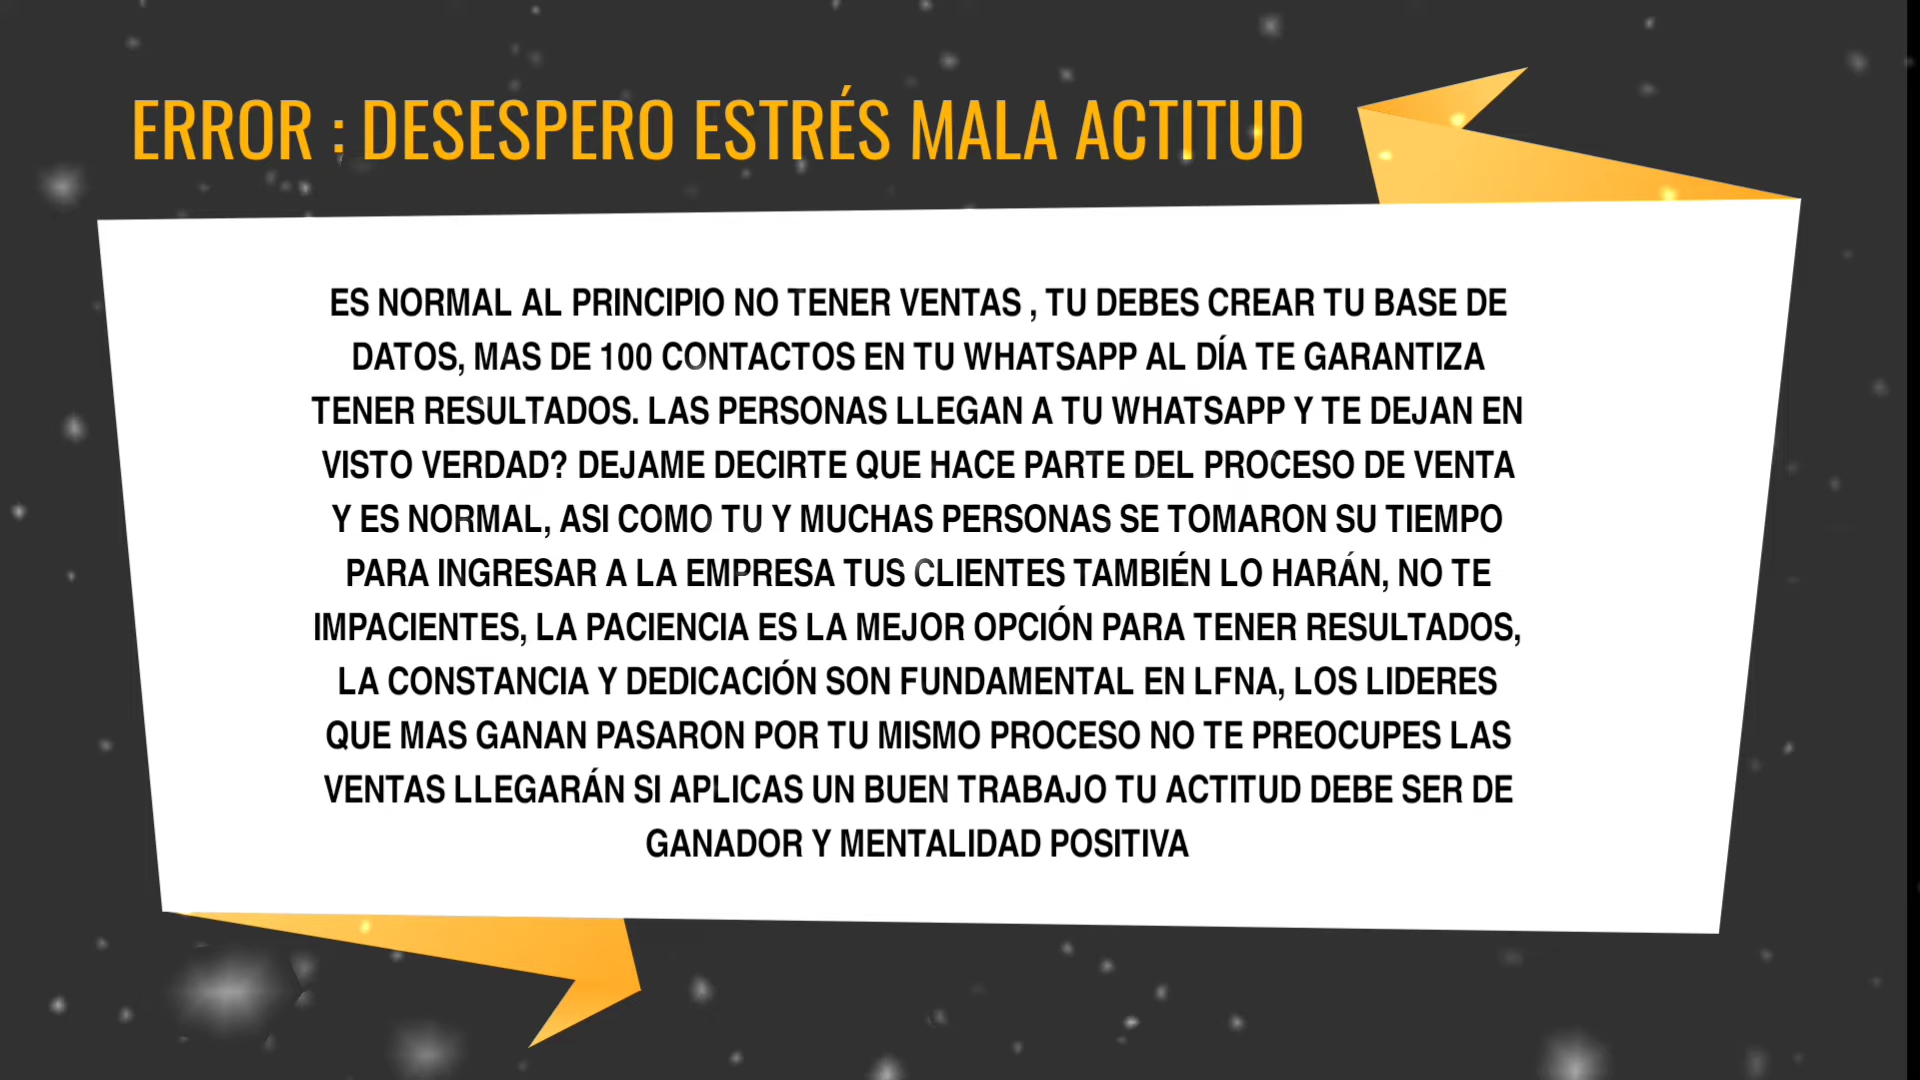 ERROR : DESESPERO ESTRÉS MALA ACTITUD
ES NORMAL AL PRINCIPIO NO TENER VENTAS , TU DEBES CREAR TU BASE DE
DATOS, MAS DE 100 CONTACTOS EN TU WHATSAPP AL DÍA TE GARANTIZA
TENER RESULTADOS. LAS PERSONAS LLEGAN A TU WHATSAPP Y TE DEJAN EN
VISTO VERDAD? DEJAME DECIRTE QUE HACE PARTE DEL PROCESO DE VENTA
Y ES NORMAL, ASI COMO TU Y MUCHAS PERSONAS SE TOMARON SU TIEMPO
PARA INGRESAR A LA EMPRESA TUS CLIENTES TAMBIÉN LO HARÁN, NO TE
IMPACIENTES, LA PACIENCIA ES LA MEJOR OPCIÓN PARA TENER RESULTADOS,
LA CONSTANCIA Y DEDICACIÓN SON FUNDAMENTAL EN LFNA, LOS LIDERES
QUE MAS GANAN PASARON POR TU MISMO PROCESO NO TE PREOCUPES LAS
VENTAS LLEGARÁN SI APLICAS UN BUEN TRABAJO TU ACTITUD DEBE SER DE
GANADOR Y MENTALIDAD POSITIVA